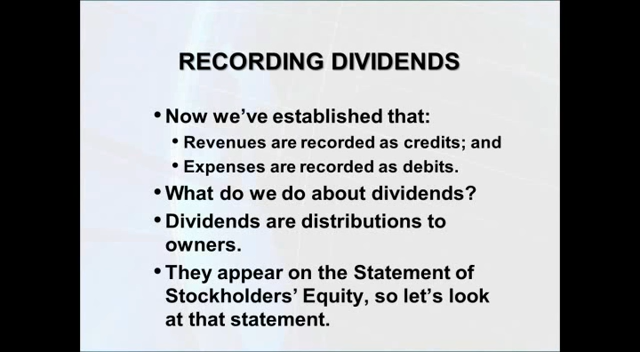 RECORDING DIVIDENDS
• Now we've established that:
• Revenues are recorded as credits; and
• Expenses are recorded as debits.
• What do we do about dividends?
• Dividends are distributions to
owners.
• They appear on the Statement of
Stockholders' Equity, so let's look
at that statement.